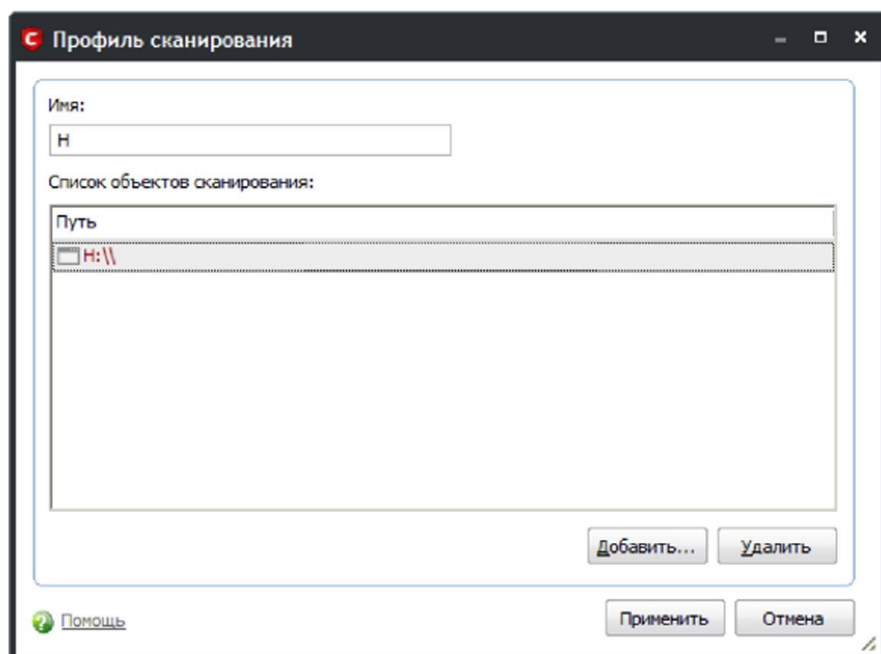 Профиль сканирования
Имя:
Н
Список объектов сканирования:
Путь
H:\\
Добавить... Удалить
Помощь Применить Отмена